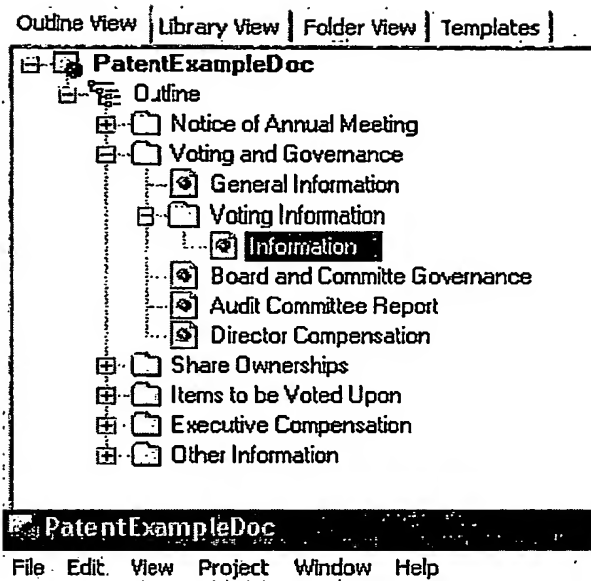 Outline View Library View Folder View Templates
PatentExampleDoc
Outline
Notice of Annual Meeting
Voting and Governance
General Information
Voting Information
Information
Board and Committe Governance
Audit Committee Report
Director Compensation
Share Ownerships
Items to be Voted Upon
Executive Compensation
Other Information
PatentExampleDoc
File Edit View Project Window Help